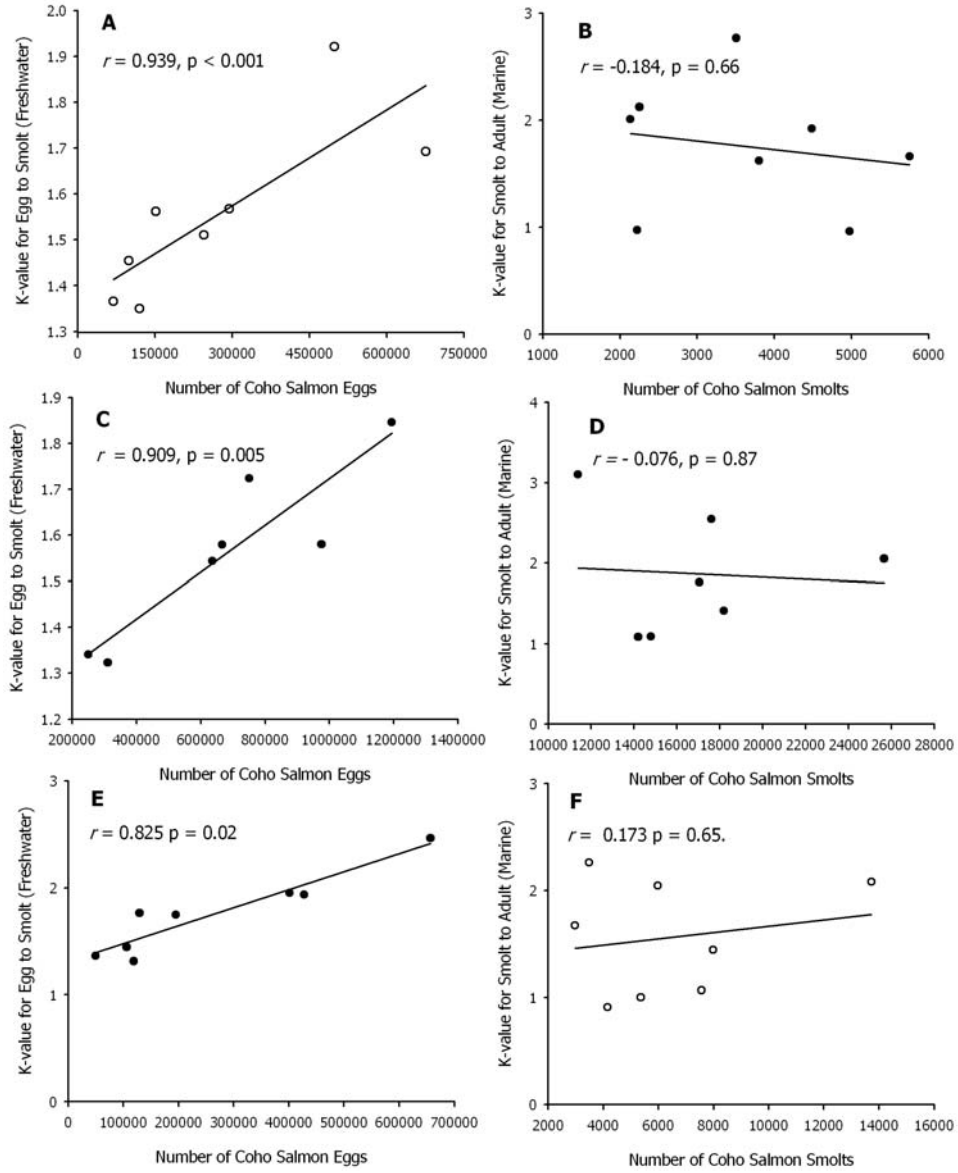 A
r = 0.939, p < 0.001
K-value for Egg to Smolt (Freshwater)
2.0
1.9
1.8
1.7
1.6
1.5
1.4
1.3
0 150000 300000 450000 600000 750000
Number of Coho Salmon Eggs
B
r = -0.184, p = 0.66
K-value for Smolt to Adult (Marine)
3
2
1
0
1000 2000 3000 4000 5000 6000
Number of Coho Salmon Smolts
C
r = 0.909, p = 0.005
K-value for Egg to Smolt (Freshwater)
1.9
1.8
1.7
1.6
1.5
1.4
1.3
1.2
200000 400000 600000 800000 1000000 1200000 1400000
Number of Coho Salmon Eggs
D
r = - 0.076, p = 0.87
K-value for Smolt to Adult (Marine)
4
3
2
1
0
10000 12000 14000 16000 18000 20000 22000 24000 26000 28000
Number of Coho Salmon Smolts
E
r = 0.825 p = 0.02
K-value for Egg to Smolt (Freshwater)
3
2
1
0
0 100000 200000 300000 400000 500000 600000 700000
Number of Coho Salmon Eggs
F
r = 0.173 p = 0.65.
K-value for Smolt to Adult (Marine)
3
2
1
0
2000 4000 6000 8000 10000 12000 14000 16000
Number of Coho Salmon Smolts